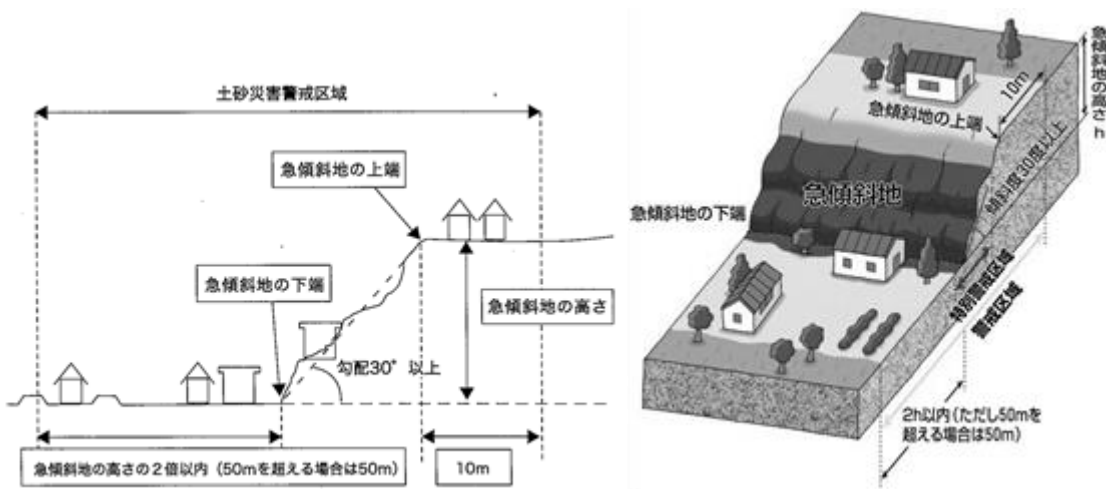 土砂災害警戒区域
急傾斜地の上端
急傾斜地の下端
急傾斜地の高さ
勾配30°以上
急傾斜地の高さの2倍以内（50mを超える場合は50m）
10m
急傾斜地の高さh
10m
急傾斜地の上端
傾斜度30度以上
急傾斜地
急傾斜地の下端
特別警戒区域
警戒区域
2h以内（ただし50mを
超える場合は50m）